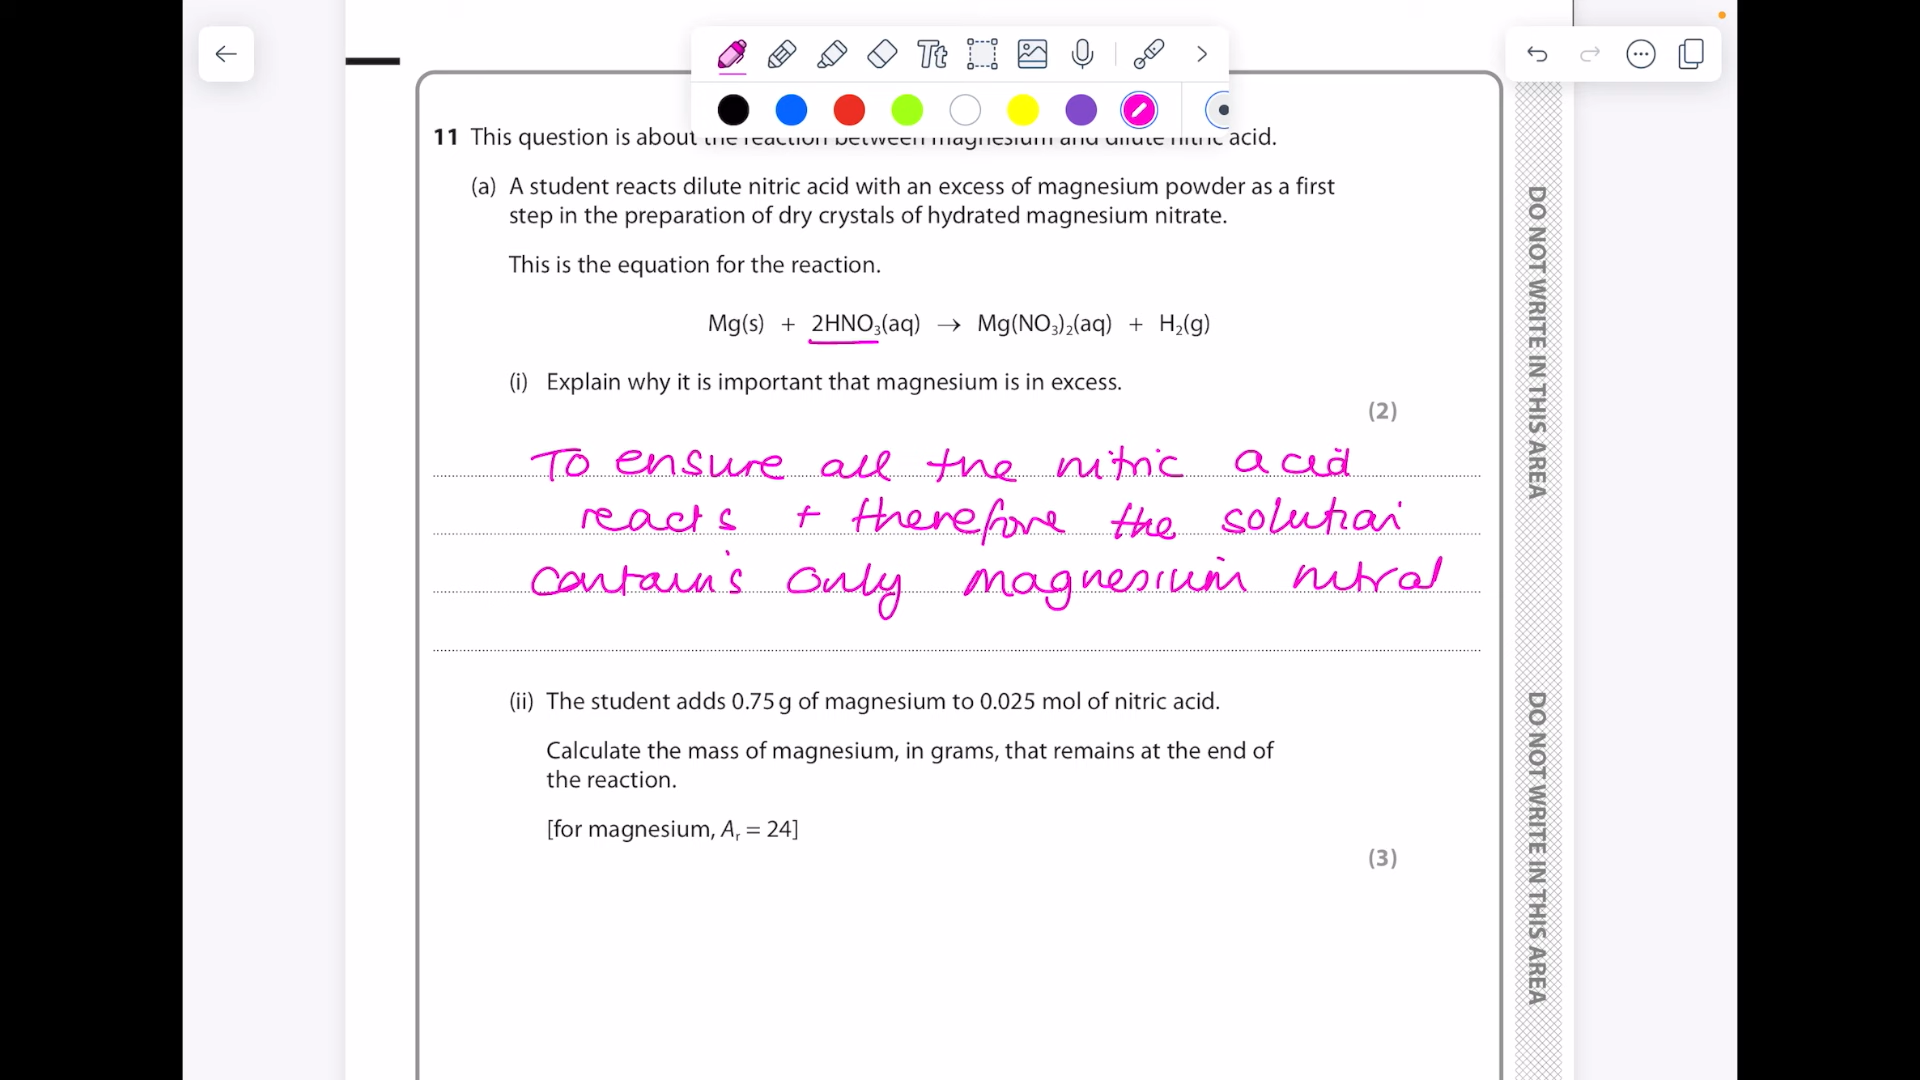 Tt
11 This question is about the reaction between magnesium and dilute nitric acid.
(a) A student reacts dilute nitric acid with an excess of magnesium powder as a first
step in the preparation of dry crystals of hydrated magnesium nitrate.
This is the equation for the reaction.
Mg(s) + 2HNO₃(aq) → Mg(NO₃)₂(aq) + H₂(g)
(i) Explain why it is important that magnesium is in excess.
(2)
To ensure all the nitric acid
reacts + therefore the solution
contains only magnesium nitrat
(ii) The student adds 0.75 g of magnesium to 0.025 mol of nitric acid.
Calculate the mass of magnesium, in grams, that remains at the end of
the reaction.
[for magnesium, Aᵣ = 24]
(3)
DO NOT WRITE IN THIS AREA
DO NOT WRITE IN THIS AREA